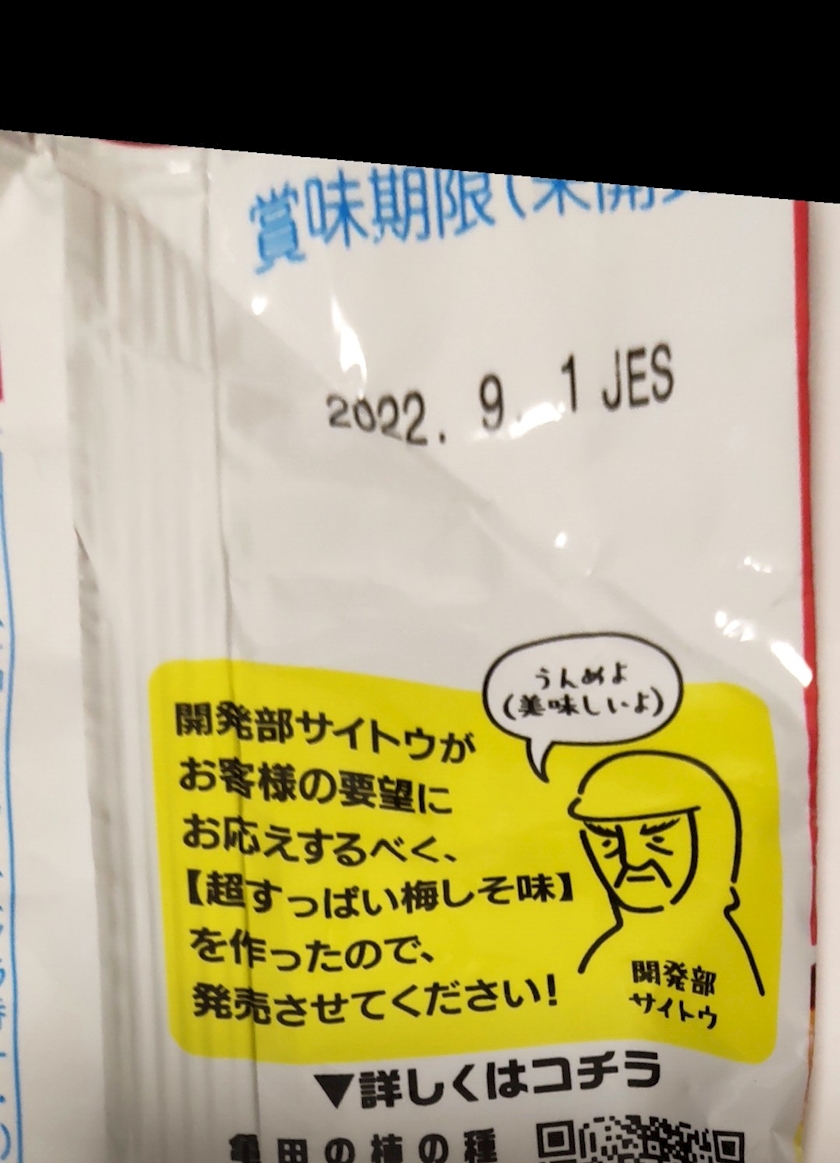 賞味期限(未開
2022. 9. 1 JES
うんめよ
(美味しいよ)
開発部サイトウが
お客様の要望に
お応えするべく、
【超すっぱい梅しそ味】
を作ったので、
発売させてください!
開発部
サイトウ
▼詳しくはコチラ
亀田の柿の種